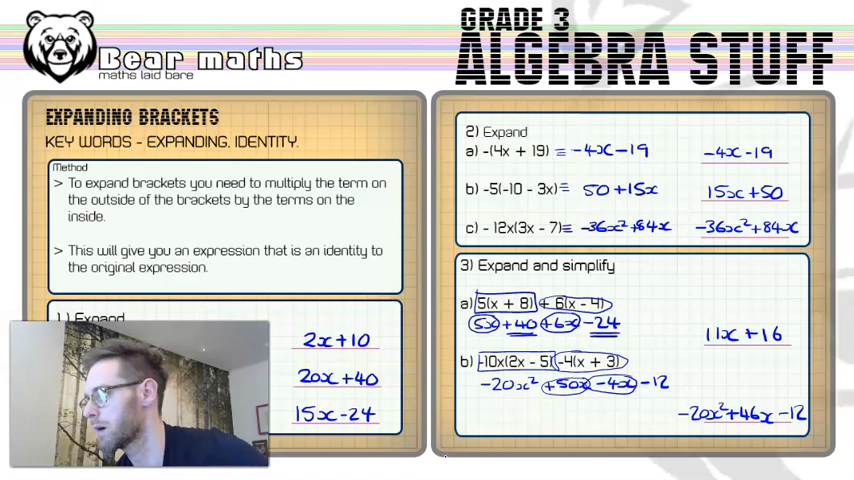 Bear maths
maths laid bare
GRADE 3
ALGEBRA STUFF
EXPANDING BRACKETS
KEY WORDS - EXPANDING, IDENTITY.
Method
> To expand brackets you need to multiply the term on
the outside of the brackets by the terms on the
inside.
> This will give you an expression that is an identity to
the original expression.
1) Expand
2x+10
20x+40
15x-24
2) Expand
a) -(4x + 19) ≡ -4x-19 -4x-19
b) -5(-10 - 3x) ≡ 50+15x 15x+50
c) - 12x(3x - 7) ≡ -36x²+84x -36x²+84x
3) Expand and simplify
a) 5(x + 8) + 6(x - 4)
5x +40 +6x -24
11x + 16
b) -10x(2x - 5) -4(x + 3)
-20x² +50x -4x -12
-20x²+46x-12